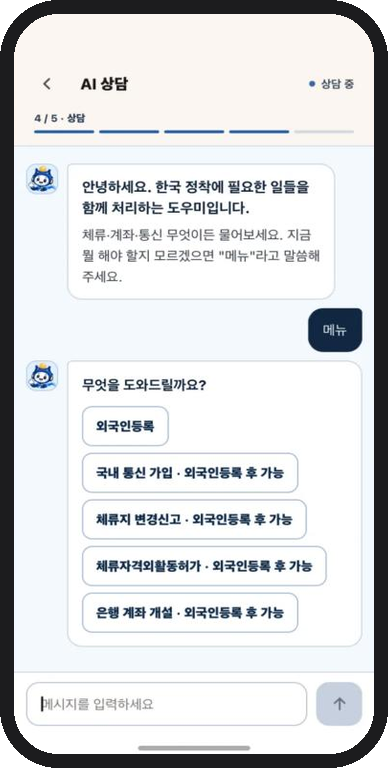 AI 상담
상담 중
4 / 5 · 상담
안녕하세요. 한국 정착에 필요한 일들을
함께 처리하는 도우미입니다.
체류·계좌·통신 무엇이든 물어보세요. 지금
뭘 해야 할지 모르겠으면 "메뉴"라고 말씀해
주세요.
메뉴
무엇을 도와드릴까요?
외국인등록
국내 통신 가입 · 외국인등록 후 가능
체류지 변경신고 · 외국인등록 후 가능
체류자격외활동허가 · 외국인등록 후 가능
은행 계좌 개설 · 외국인등록 후 가능
메시지를 입력하세요